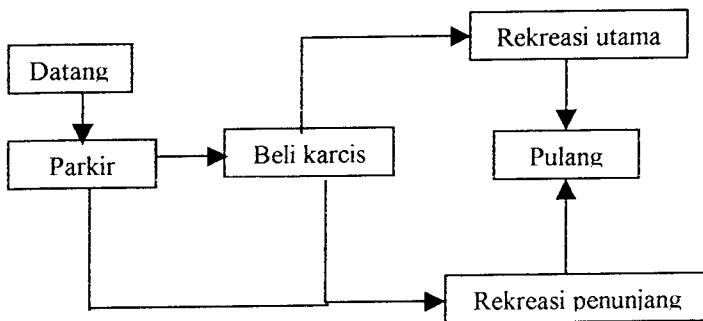 Datang
Parkir
Beli karcis
Rekreasi utama
Pulang
Rekreasi penunjang